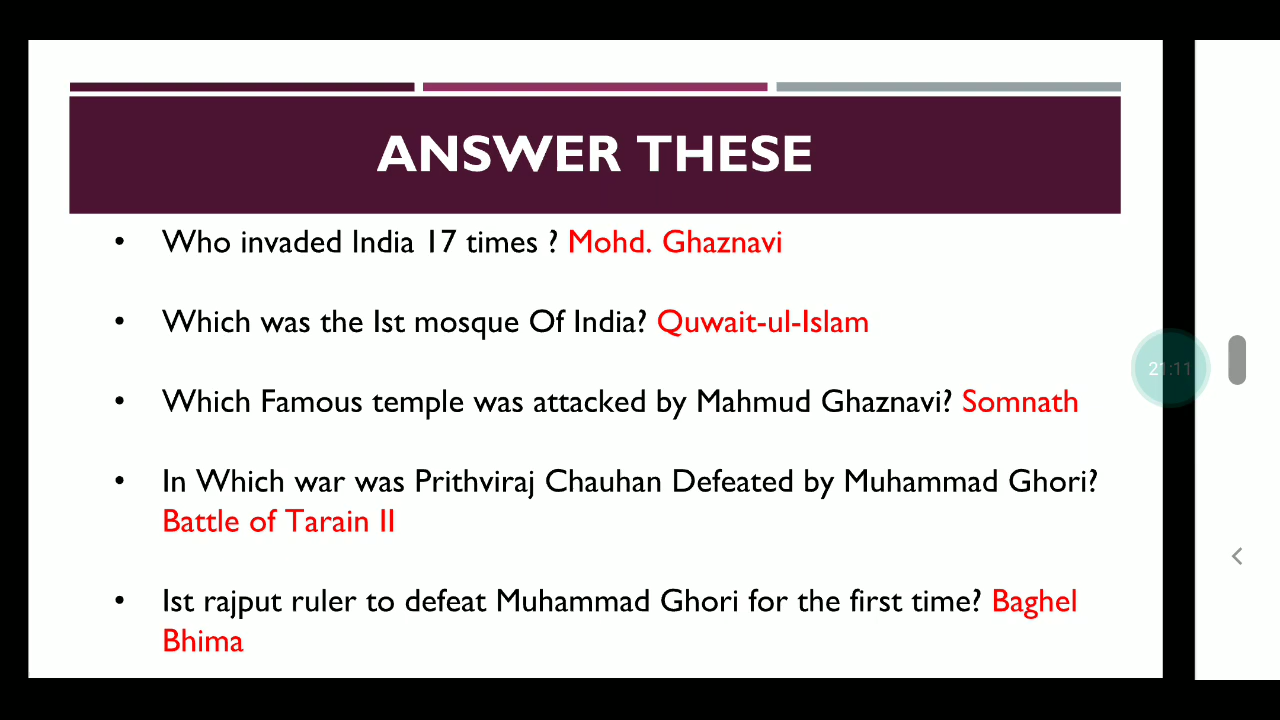 ANSWER THESE
• Who invaded India 17 times ? Mohd. Ghaznavi
• Which was the Ist mosque Of India? Quwait-ul-Islam
• Which Famous temple was attacked by Mahmud Ghaznavi? Somnath
21:11
• In Which war was Prithviraj Chauhan Defeated by Muhammad Ghori?
Battle of Tarain II
• Ist rajput ruler to defeat Muhammad Ghori for the first time? Baghel
Bhima